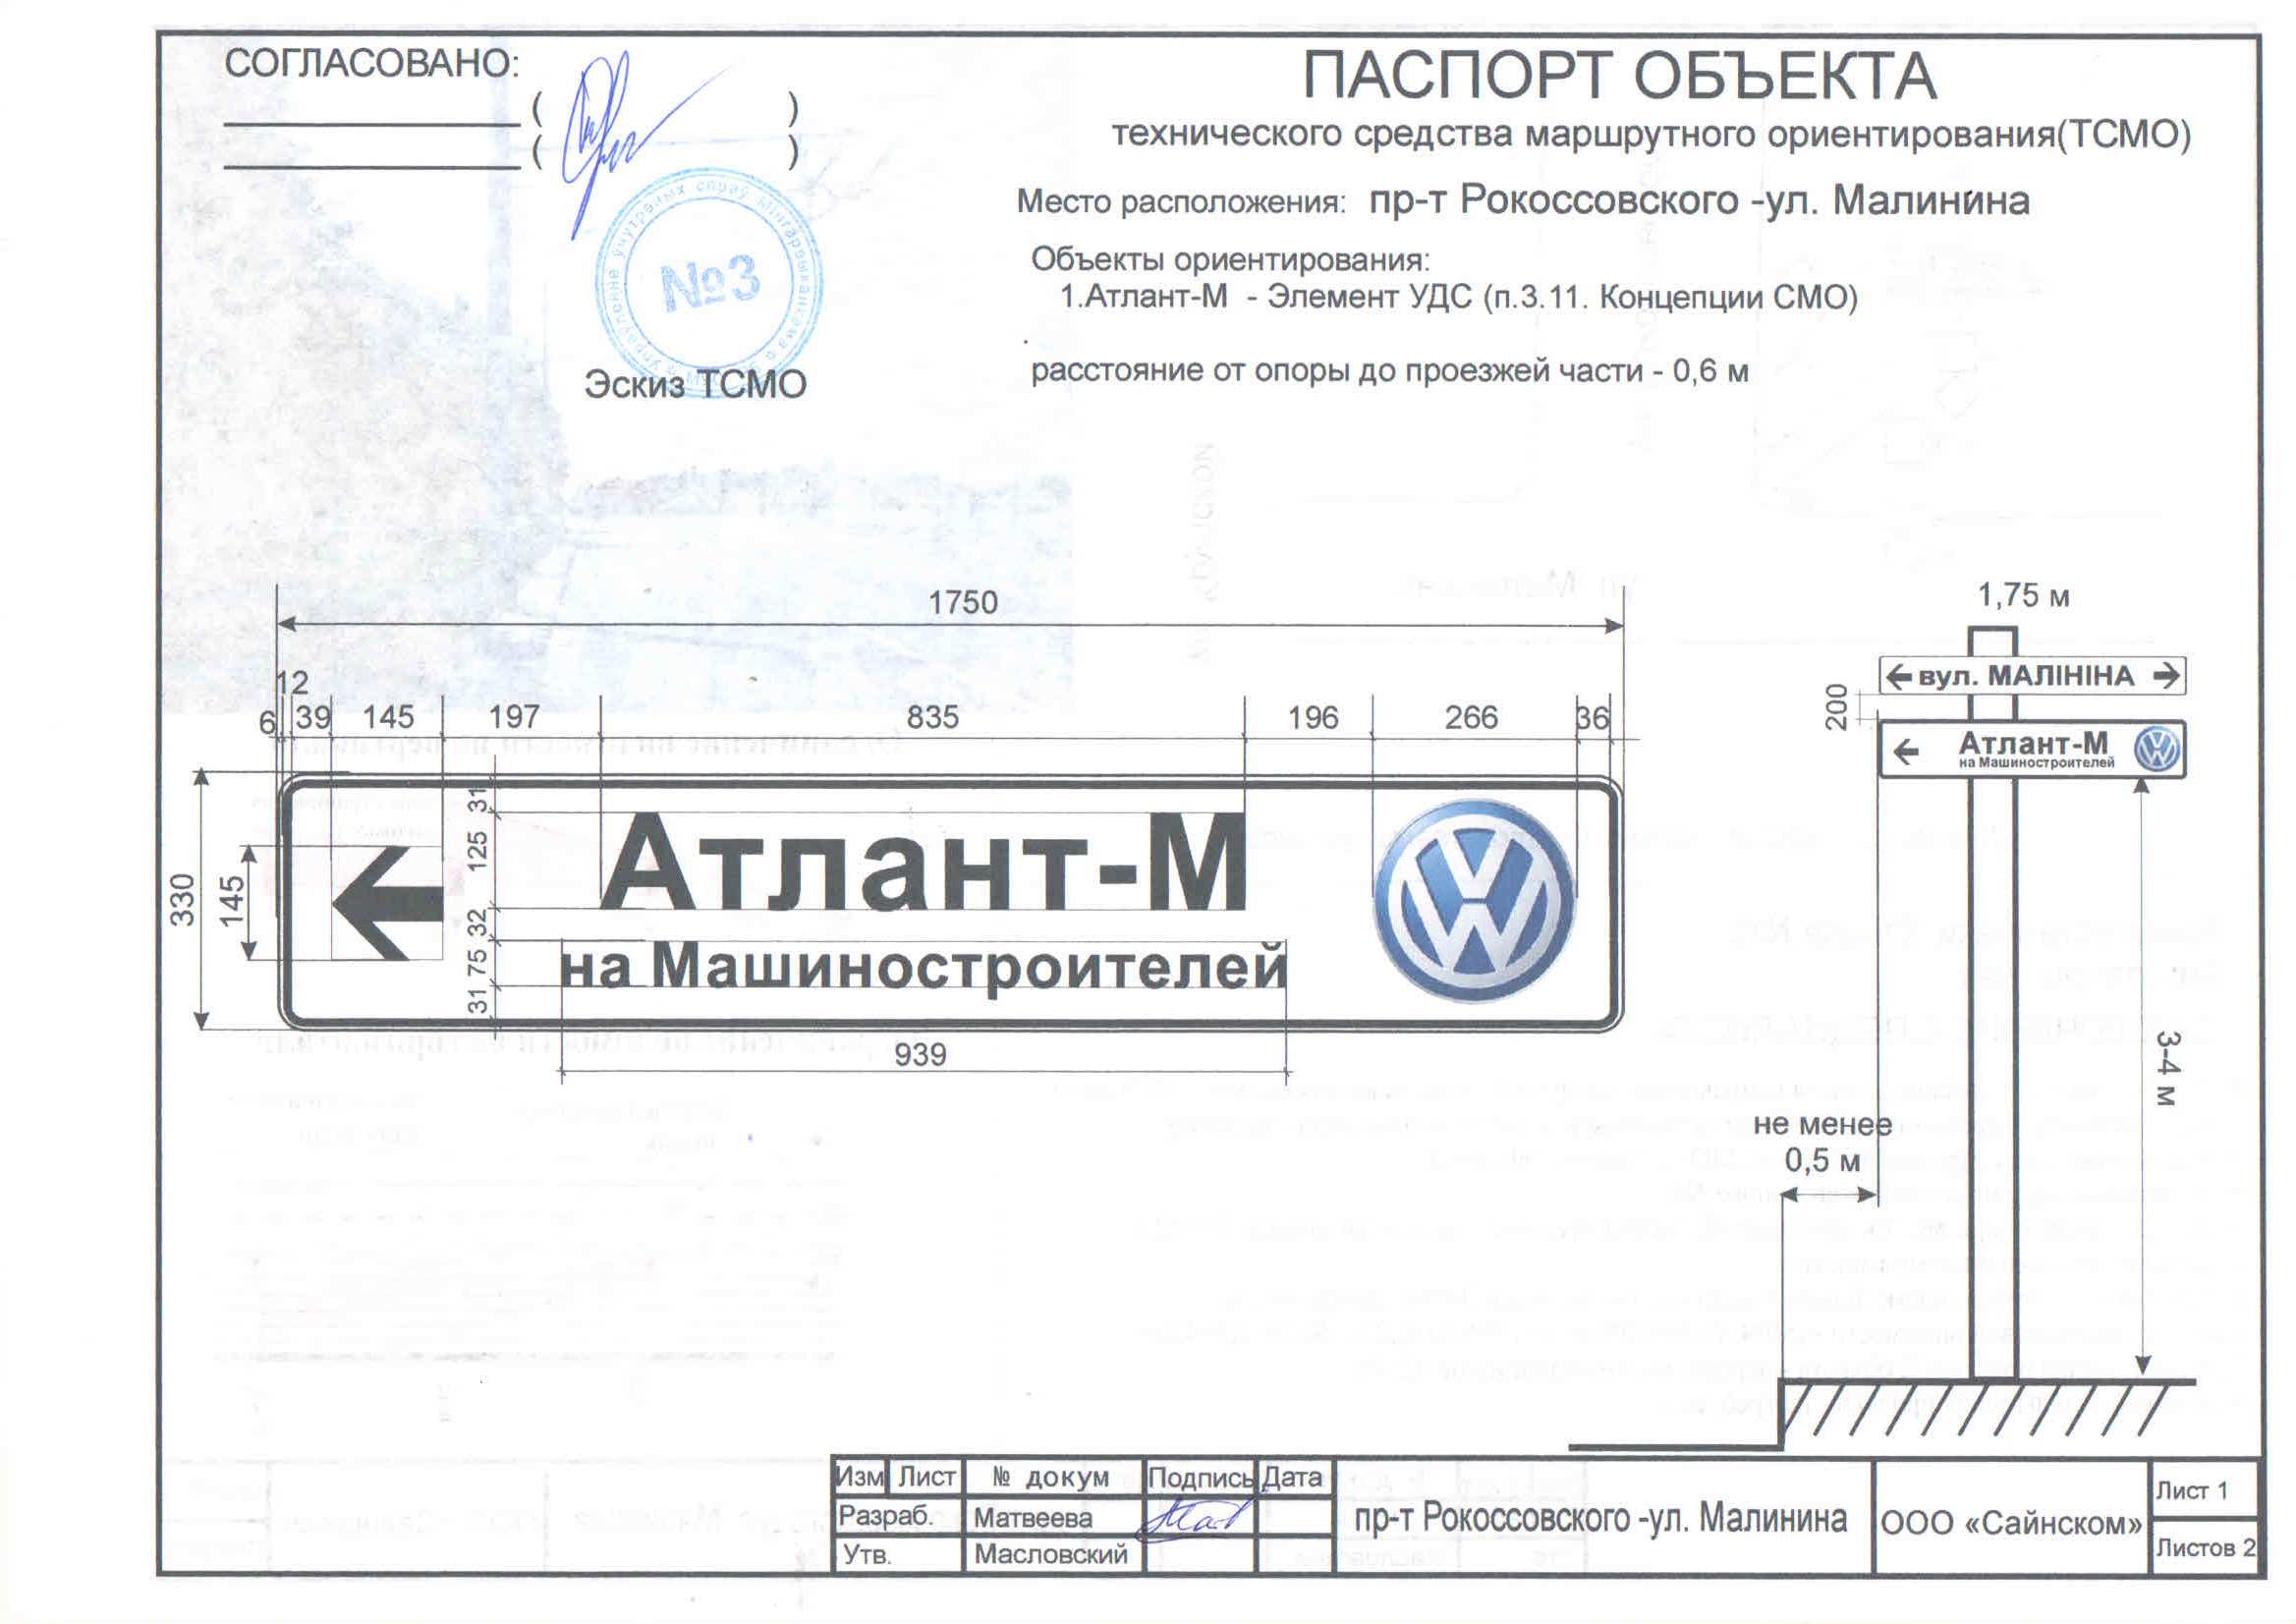 СОГЛАСОВАНО:
( )
( )
№3
Эскиз ТСМО
ПАСПОРТ ОБЪЕКТА
технического средства маршрутного ориентирования(ТСМО)
Место расположения: пр-т Рокоссовского -ул. Малинина
Объекты ориентирования:
1.Атлант-М - Элемент УДС (п.3.11. Концепции СМО)
расстояние от опоры до проезжей части - 0,6 м
1750
12
6 39 145 197 835 196 266 36
330
145
31
125
32
75
31
Атлант-М
на Машиностроителей
939
1,75 м
вул. МАЛІНІНА
200
Атлант-М
на Машиностроителей
3-4 м
не менее
0,5 м
Изм Лист № докум Подпись Дата
Разраб. Матвеева
Утв. Масловский
пр-т Рокоссовского -ул. Малинина
ООО «Сайнском»
Лист 1
Листов 2